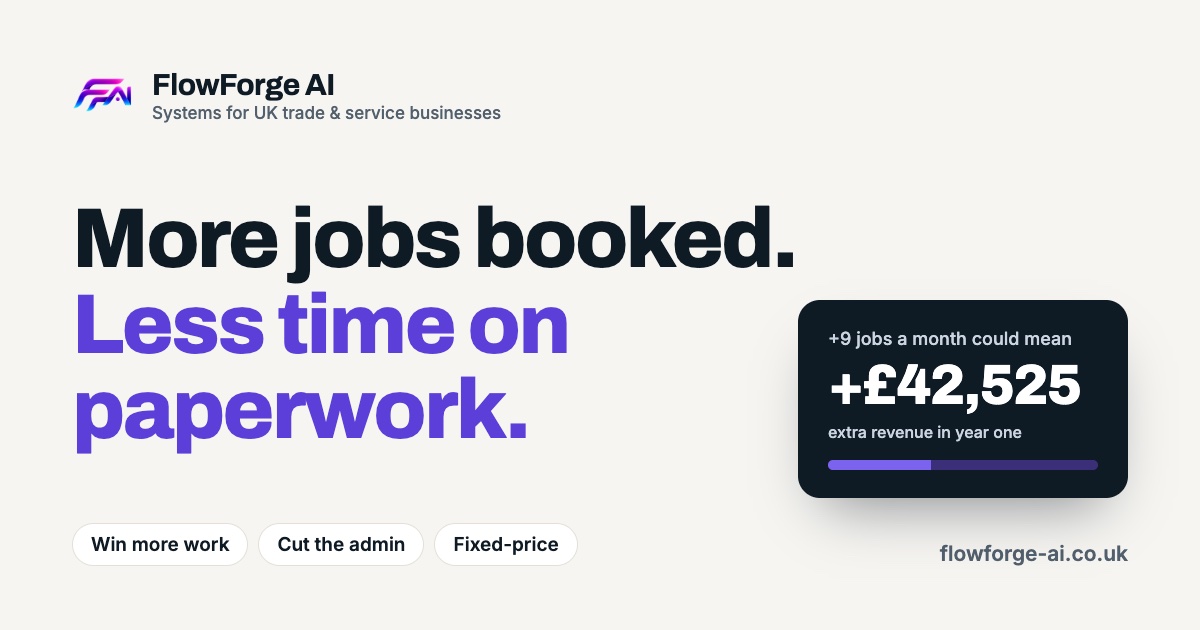 FlowForge AI
Systems for UK trade & service businesses
More jobs booked.
Less time on
paperwork.
+9 jobs a month could mean
+£42,525
extra revenue in year one
Win more work
Cut the admin
Fixed-price
flowforge-ai.co.uk